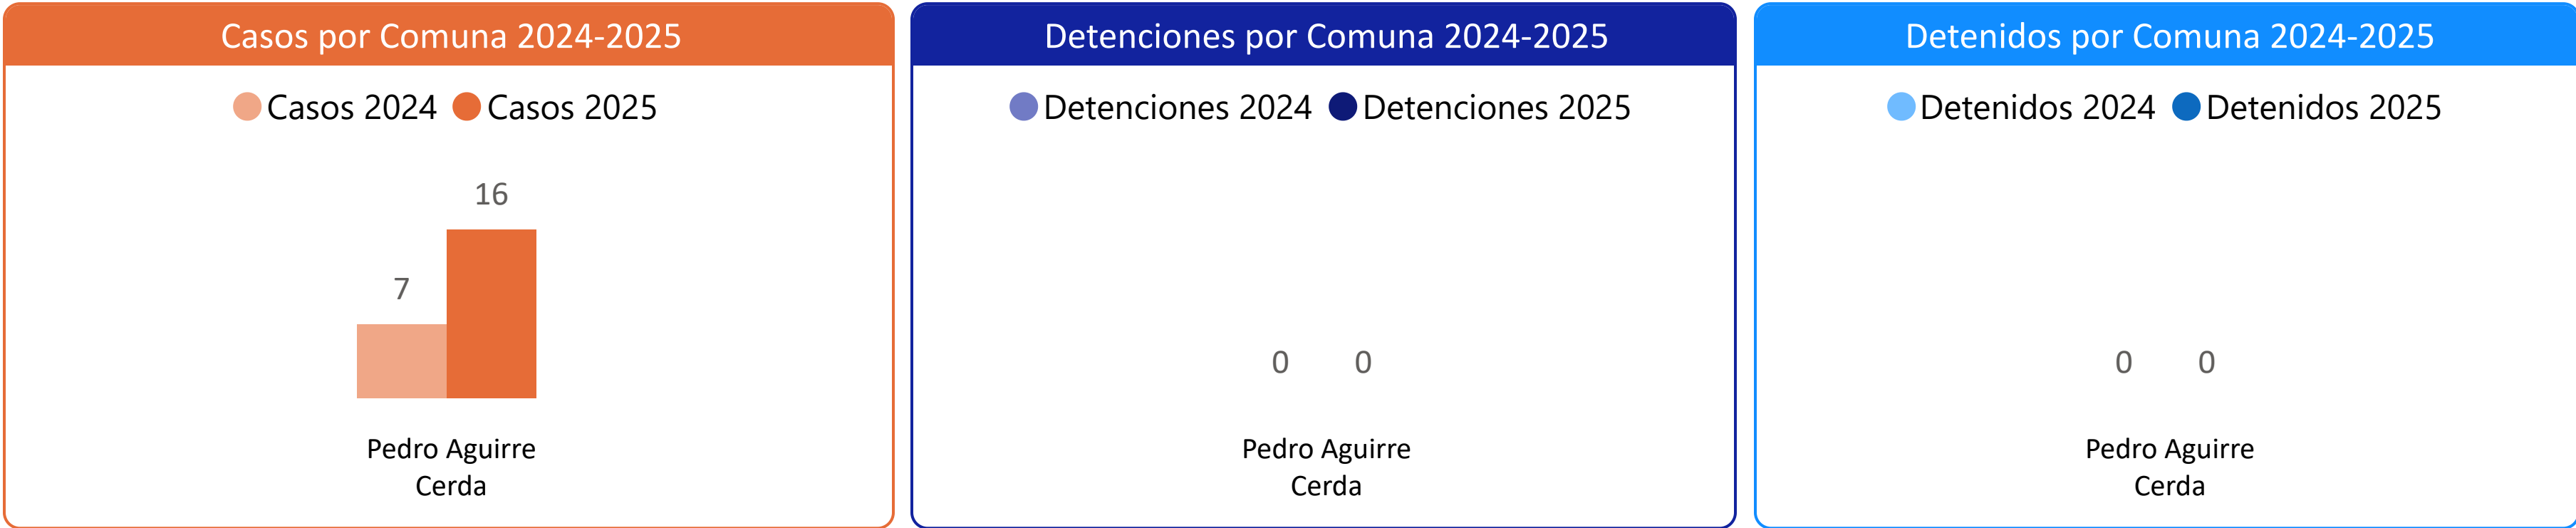 Casos por Comuna 2024-2025
Casos 2024 Casos 2025
16
7
Pedro Aguirre
Cerda
Detenciones por Comuna 2024-2025
Detenciones 2024 Detenciones 2025
0 0
Pedro Aguirre
Cerda
Detenidos por Comuna 2024-2025
Detenidos 2024 Detenidos 2025
0 0
Pedro Aguirre
Cerda